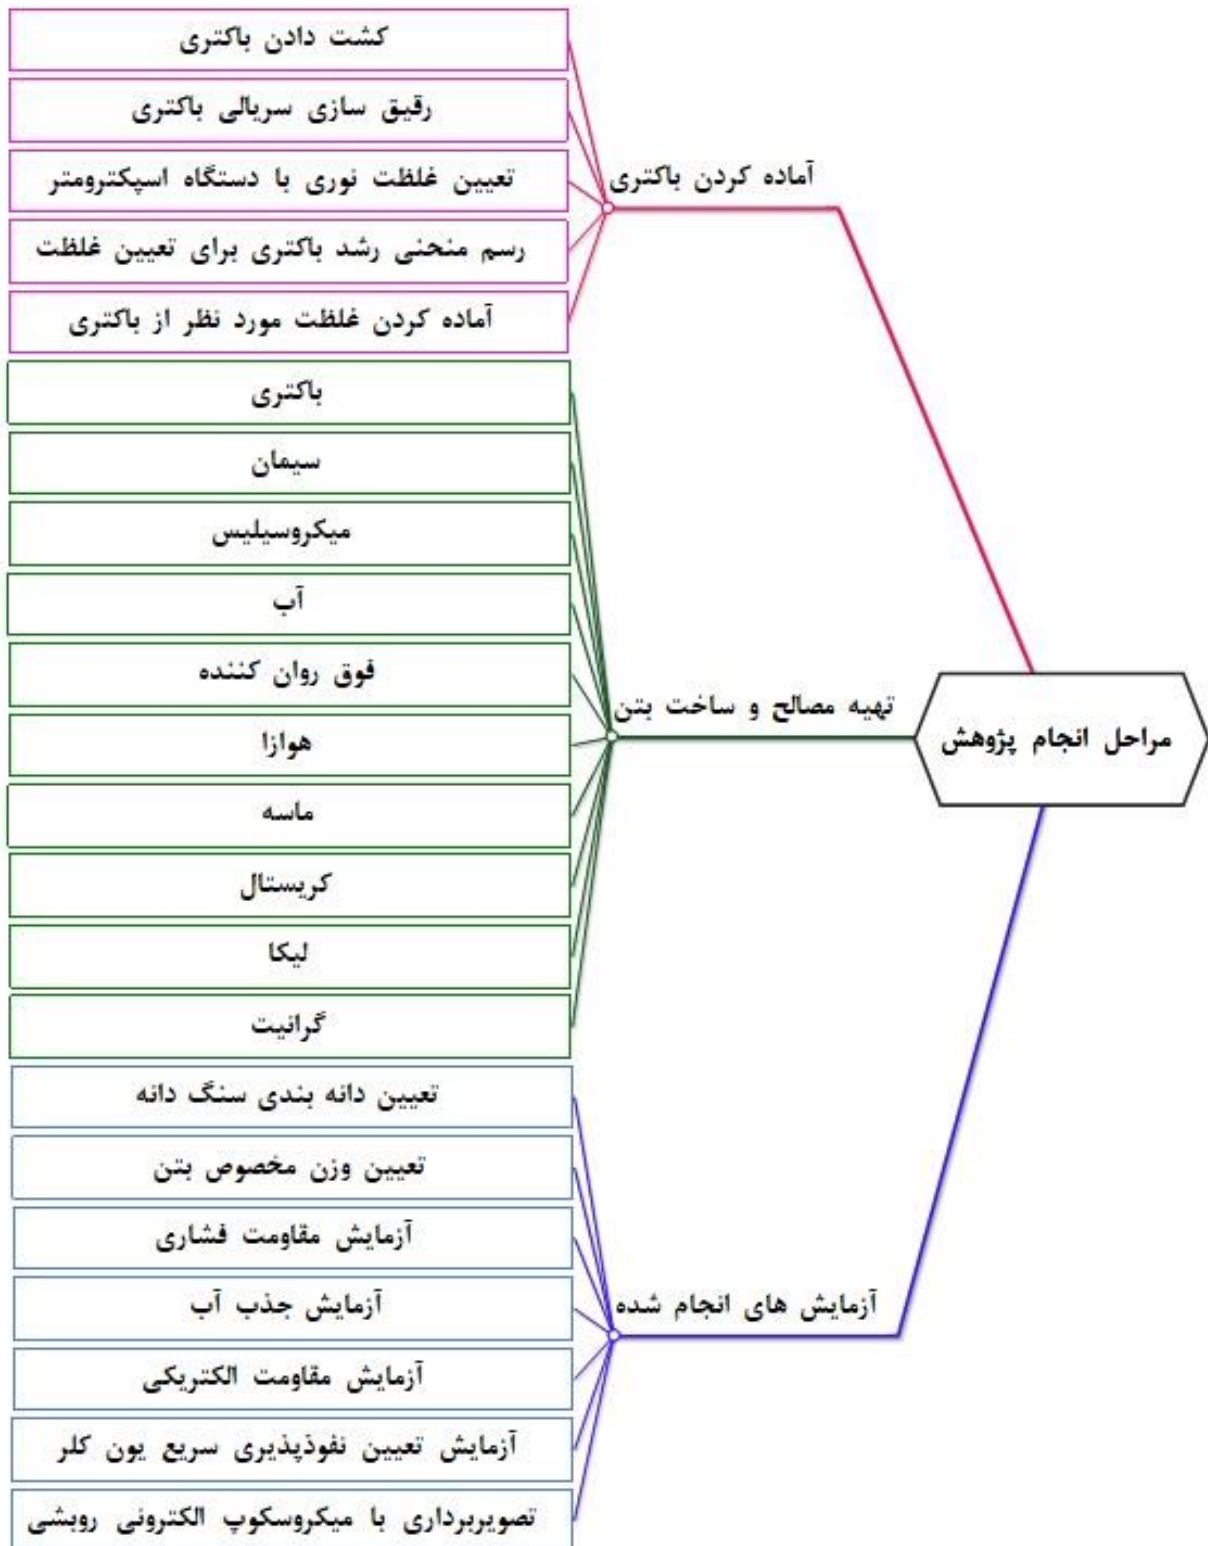 مراحل انجام پژوهش
آماده کردن باکتری
کشت دادن باکتری
رقیق سازی سریالی باکتری
تعیین غلظت نوری با دستگاه اسپکترومتر
رسم منحنی رشد باکتری برای تعیین غلظت
آماده کردن غلظت مورد نظر از باکتری
تهیه مصالح و ساخت بتن
باکتری
سیمان
میکروسیلیس
آب
فوق روان کننده
هوازا
ماسه
کریستال
لیکا
گرانیت
آزمایش های انجام شده
تعیین دانه بندی سنگ دانه
تعیین وزن مخصوص بتن
آزمایش مقاومت فشاری
آزمایش جذب آب
آزمایش مقاومت الکتریکی
آزمایش تعیین نفوذپذیری سریع یون کلر
تصویربرداری با میکروسکوپ الکترونی روبشی